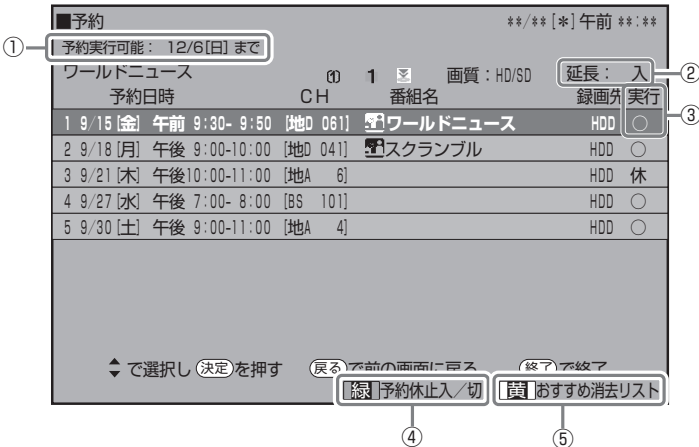 ■予約 **/** [*] 午前 **:**
① 予約実行可能： 12/6[日] まで
ワールドニュース 1 画質：HD/SD 延長： 入 ②
予約日時 CH 番組名 録画先 実行 ③
1 9/15[金] 午前 9:30- 9:50 [地D 061] ワールドニュース HDD ○
2 9/18[月] 午後 9:00-10:00 [地D 041] スクランブル HDD ○
3 9/21[木] 午後10:00-11:00 [地A 6] HDD 休
4 9/27[水] 午後 7:00- 8:00 [BS 101] HDD ○
5 9/30[土] 午後 9:00-11:00 [地A 4] HDD ○
で選択し 決定 を押す 戻る で前の画面に戻る 終了 で終了
緑 予約休止入／切 黄 おすすめ消去リスト
④ ⑤